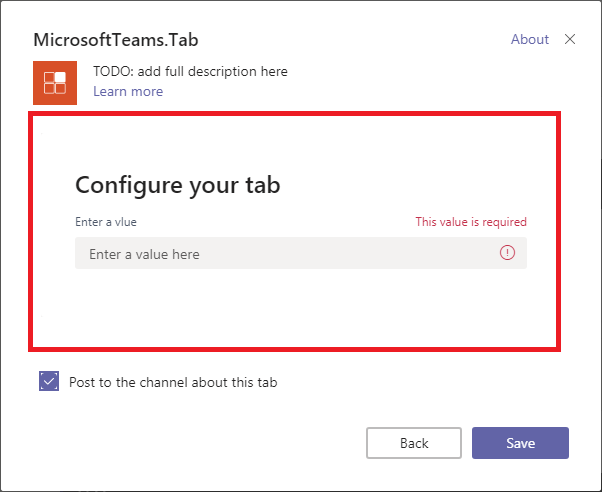 MicrosoftTeams.Tab
About
TODO: add full description here
Learn more
Configure your tab
Enter a vlue
This value is required
Enter a value here
Post to the channel about this tab
Back
Save